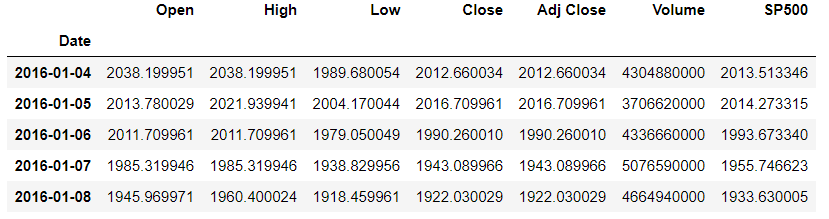 Open High Low Close Adj Close Volume SP500
Date
2016-01-04 2038.199951 2038.199951 1989.680054 2012.660034 2012.660034 4304880000 2013.513346
2016-01-05 2013.780029 2021.939941 2004.170044 2016.709961 2016.709961 3706620000 2014.273315
2016-01-06 2011.709961 2011.709961 1979.050049 1990.260010 1990.260010 4336660000 1993.673340
2016-01-07 1985.319946 1985.319946 1938.829956 1943.089966 1943.089966 5076590000 1955.746623
2016-01-08 1945.969971 1960.400024 1918.459961 1922.030029 1922.030029 4664940000 1933.630005